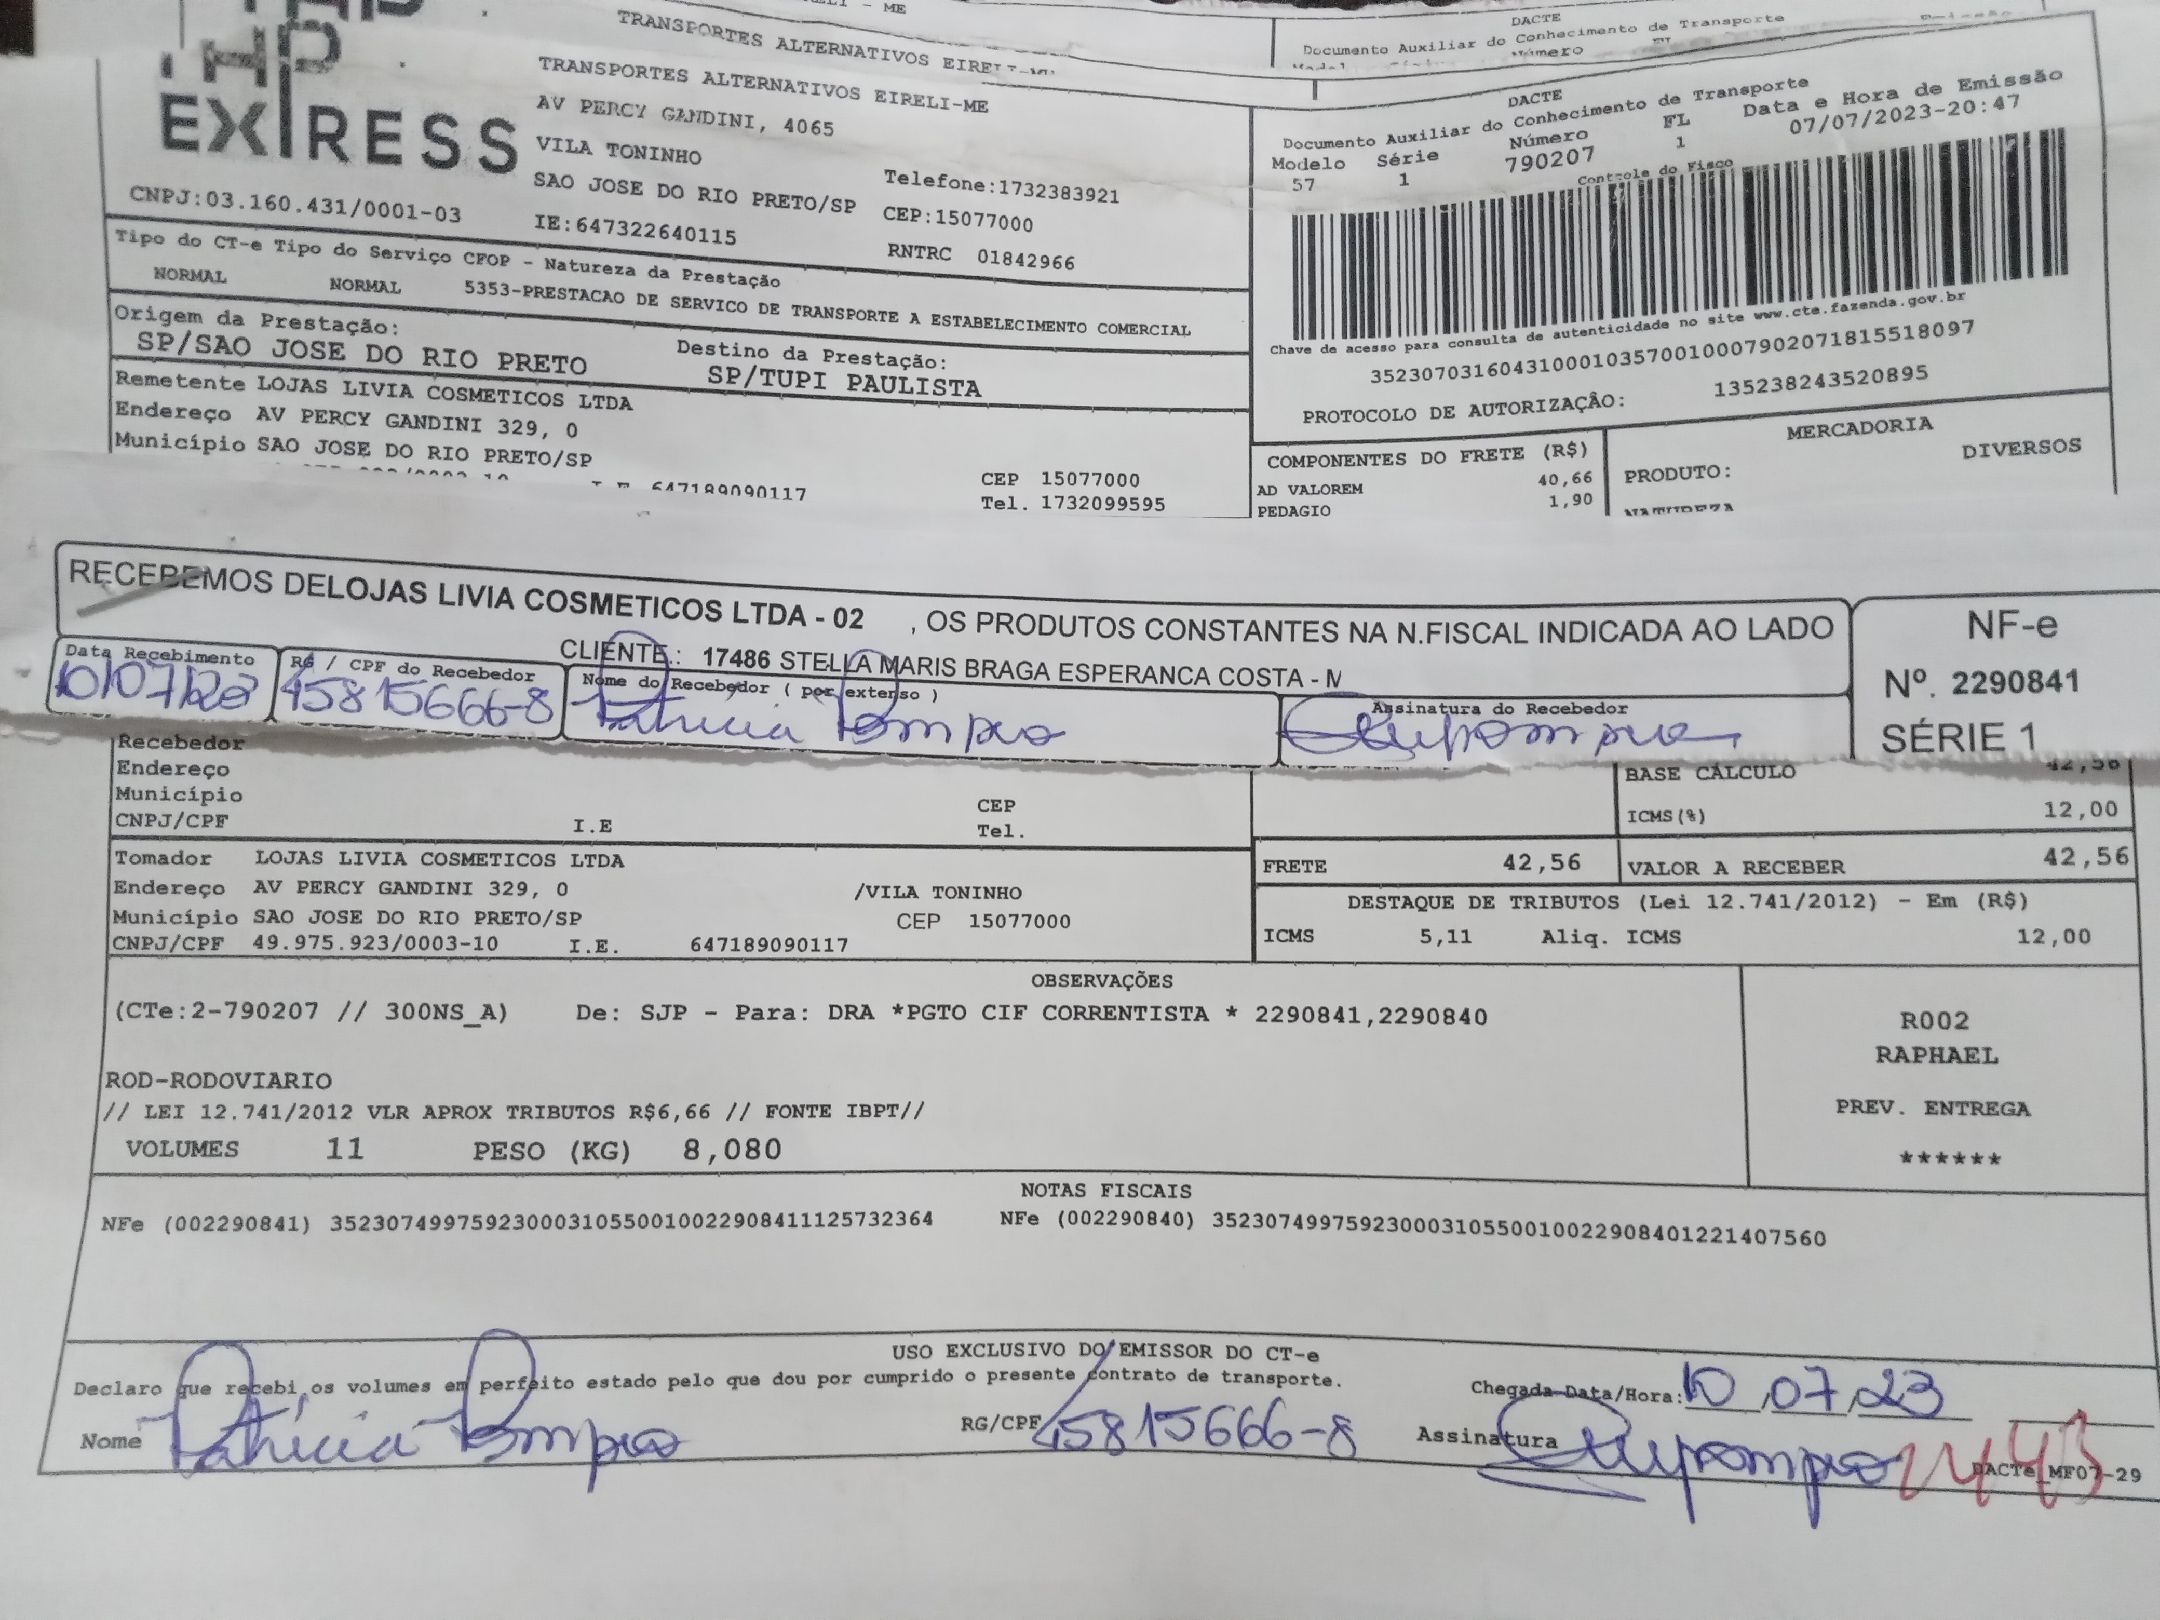 ELI - ME
DACTE
Documento Auxiliar do Conhecimento de Transporte
Número
TRANSPORTES ALTERNATIVOS EIRELI-ME
THP
EXPRESS
TRANSPORTES ALTERNATIVOS EIRELI-ME
AV PERCY GANDINI, 4065
VILA TONINHO
SAO JOSE DO RIO PRETO/SP
Telefone:1732383921
CEP:15077000
CNPJ:03.160.431/0001-03
IE:647322640115
RNTRC 01842966
DACTE
Documento Auxiliar do Conhecimento de Transporte
Modelo Série Número FL Data e Hora de Emissão
57 1 790207 1 07/07/2023-20:47
Controle do Fisco
Chave de acesso para consulta de autenticidade no site www.cte.fazenda.gov.br
35230703160431000103570010007902071815518097
PROTOCOLO DE AUTORIZAÇÃO: 135238243520895
Tipo do CT-e Tipo do Serviço CFOP - Natureza da Prestação
NORMAL NORMAL 5353-PRESTACAO DE SERVICO DE TRANSPORTE A ESTABELECIMENTO COMERCIAL
Origem da Prestação:
SP/SAO JOSE DO RIO PRETO
Destino da Prestação:
SP/TUPI PAULISTA
Remetente LOJAS LIVIA COSMETICOS LTDA
Endereço AV PERCY GANDINI 329, 0
Município SAO JOSE DO RIO PRETO/SP
CEP 15077000
647189090117
Tel. 1732099595
COMPONENTES DO FRETE (R$)
40,66
AD VALOREM 1,90
PEDAGIO
MERCADORIA
PRODUTO: DIVERSOS
NATUREZA
RECEBEMOS DELOJAS LIVIA COSMETICOS LTDA - 02 , OS PRODUTOS CONSTANTES NA N.FISCAL INDICADA AO LADO
CLIENTE.: 17486 STELLA MARIS BRAGA ESPERANCA COSTA - M
NF-e
Nº. 2290841
SÉRIE 1
Data Recebimento
10/07/23
RG / CPF do Recebedor
45815666-8
Nome do Recebedor ( por extenso )
Patricia Pompeo
Assinatura do Recebedor
Recebedor
Endereço
Município
CEP
CNPJ/CPF I.E Tel.
BASE CÁLCULO 42,56
ICMS(%) 12,00
Tomador LOJAS LIVIA COSMETICOS LTDA
Endereço AV PERCY GANDINI 329, 0 /VILA TONINHO
Município SAO JOSE DO RIO PRETO/SP CEP 15077000
CNPJ/CPF 49.975.923/0003-10 I.E. 647189090117
FRETE 42,56 VALOR A RECEBER 42,56
DESTAQUE DE TRIBUTOS (Lei 12.741/2012) - Em (R$)
ICMS 5,11 Aliq. ICMS 12,00
OBSERVAÇÕES
(CTe:2-790207 // 300NS_A) De: SJP - Para: DRA *PGTO CIF CORRENTISTA * 2290841,2290840
ROD-RODOVIARIO
// LEI 12.741/2012 VLR APROX TRIBUTOS R$6,66 // FONTE IBPT//
VOLUMES 11 PESO (KG) 8,080
R002
RAPHAEL
PREV. ENTREGA
******
NOTAS FISCAIS
NFe (002290841) 35230749975923000310550010022908411125732364 NFe (002290840) 35230749975923000310550010022908401221407560
USO EXCLUSIVO DO EMISSOR DO CT-e
Declaro que recebi os volumes em perfeito estado pelo que dou por cumprido o presente contrato de transporte.
Chegada Data/Hora: 10 07 23
Nome Patricia Pompeo
RG/CPF 45815666-8
Assinatura
DACTe_MF07-29